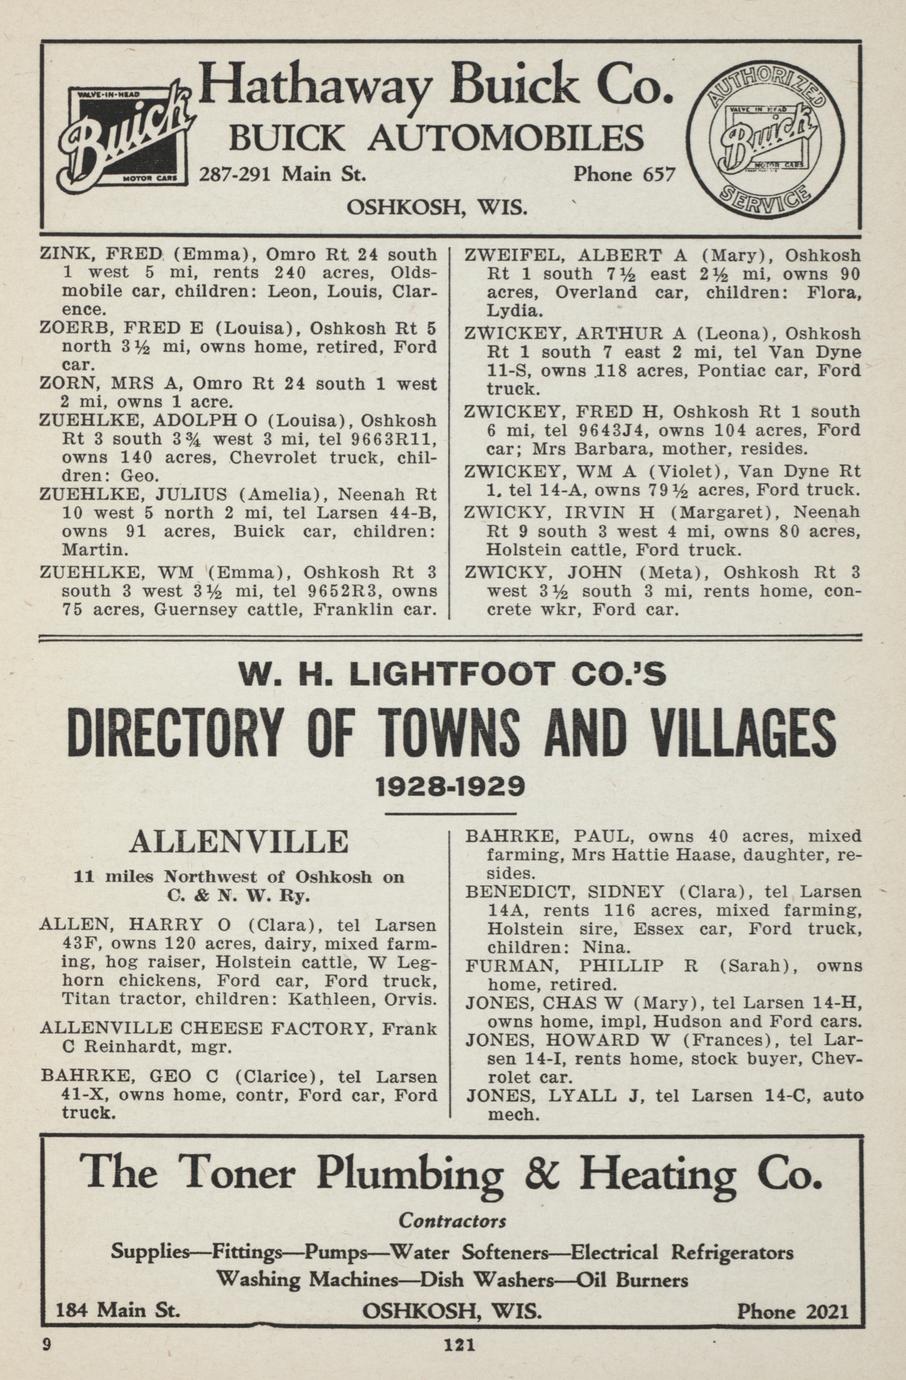 VALVE-IN-HEAD
Buick
MOTOR CARS
Hathaway Buick Co.
BUICK AUTOMOBILES
287-291 Main St. Phone 657
OSHKOSH, WIS.
AUTHORIZED
VALVE IN HEAD
Buick
MOTOR CARS
SERVICE
ZINK, FRED (Emma), Omro Rt 24 south
1 west 5 mi, rents 240 acres, Olds-
mobile car, children: Leon, Louis, Clar-
ence.
ZOERB, FRED E (Louisa), Oshkosh Rt 5
north 3½ mi, owns home, retired, Ford
car.
ZORN, MRS A, Omro Rt 24 south 1 west
2 mi, owns 1 acre.
ZUEHLKE, ADOLPH O (Louisa), Oshkosh
Rt 3 south 3¾ west 3 mi, tel 9663R11,
owns 140 acres, Chevrolet truck, chil-
dren: Geo.
ZUEHLKE, JULIUS (Amelia), Neenah Rt
10 west 5 north 2 mi, tel Larsen 44-B,
owns 91 acres, Buick car, children:
Martin.
ZUEHLKE, WM (Emma), Oshkosh Rt 3
south 3 west 3½ mi, tel 9652R3, owns
75 acres, Guernsey cattle, Franklin car.
ZWEIFEL, ALBERT A (Mary), Oshkosh
Rt 1 south 7½ east 2½ mi, owns 90
acres, Overland car, children: Flora,
Lydia.
ZWICKEY, ARTHUR A (Leona), Oshkosh
Rt 1 south 7 east 2 mi, tel Van Dyne
11-S, owns 118 acres, Pontiac car, Ford
truck.
ZWICKEY, FRED H, Oshkosh Rt 1 south
6 mi, tel 9643J4, owns 104 acres, Ford
car; Mrs Barbara, mother, resides.
ZWICKEY, WM A (Violet), Van Dyne Rt
1, tel 14-A, owns 79½ acres, Ford truck.
ZWICKY, IRVIN H (Margaret), Neenah
Rt 9 south 3 west 4 mi, owns 80 acres,
Holstein cattle, Ford truck.
ZWICKY, JOHN (Meta), Oshkosh Rt 3
west 3½ south 3 mi, rents home, con-
crete wkr, Ford car.
W. H. LIGHTFOOT CO.'S
DIRECTORY OF TOWNS AND VILLAGES
1928-1929
ALLENVILLE
11 miles Northwest of Oshkosh on
C. & N. W. Ry.
ALLEN, HARRY O (Clara), tel Larsen
43F, owns 120 acres, dairy, mixed farm-
ing, hog raiser, Holstein cattle, W Leg-
horn chickens, Ford car, Ford truck,
Titan tractor, children: Kathleen, Orvis.
ALLENVILLE CHEESE FACTORY, Frank
C Reinhardt, mgr.
BAHRKE, GEO C (Clarice), tel Larsen
41-X, owns home, contr, Ford car, Ford
truck.
BAHRKE, PAUL, owns 40 acres, mixed
farming, Mrs Hattie Haase, daughter, re-
sides.
BENEDICT, SIDNEY (Clara), tel Larsen
14A, rents 116 acres, mixed farming,
Holstein sire, Essex car, Ford truck,
children: Nina.
FURMAN, PHILLIP R (Sarah), owns
home, retired.
JONES, CHAS W (Mary), tel Larsen 14-H,
owns home, impl, Hudson and Ford cars.
JONES, HOWARD W (Frances), tel Lar-
sen 14-I, rents home, stock buyer, Chev-
rolet car.
JONES, LYALL J, tel Larsen 14-C, auto
mech.
The Toner Plumbing & Heating Co.
Contractors
Supplies—Fittings—Pumps—Water Softeners—Electrical Refrigerators
Washing Machines—Dish Washers—Oil Burners
184 Main St. OSHKOSH, WIS. Phone 2021
9 121